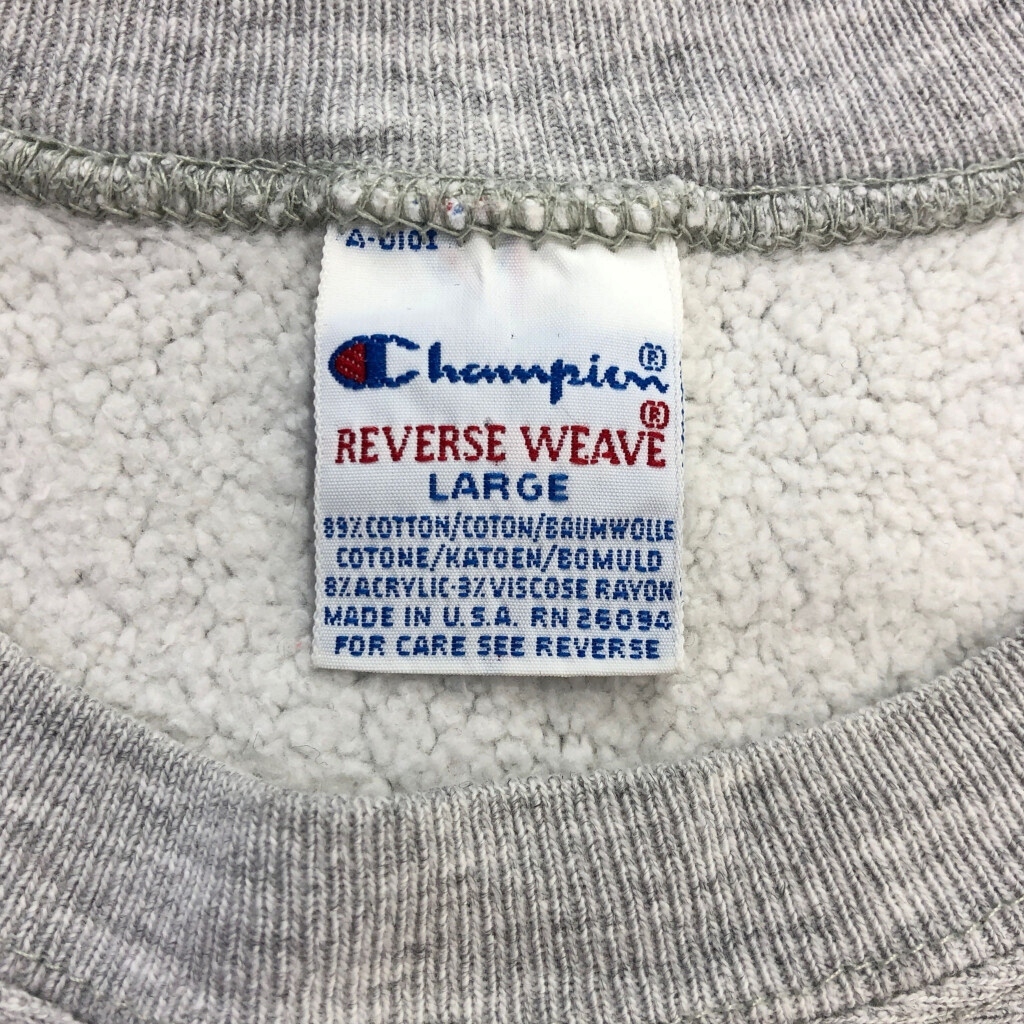 A-0101
Champion®
REVERSE WEAVE®
LARGE
89% COTTON/COTON/BAUMWOLLE
COTONE/KATOEN/BOMULD
8% ACRYLIC-3% VISCOSE RAYON
MADE IN U.S.A. RN 26094
FOR CARE SEE REVERSE